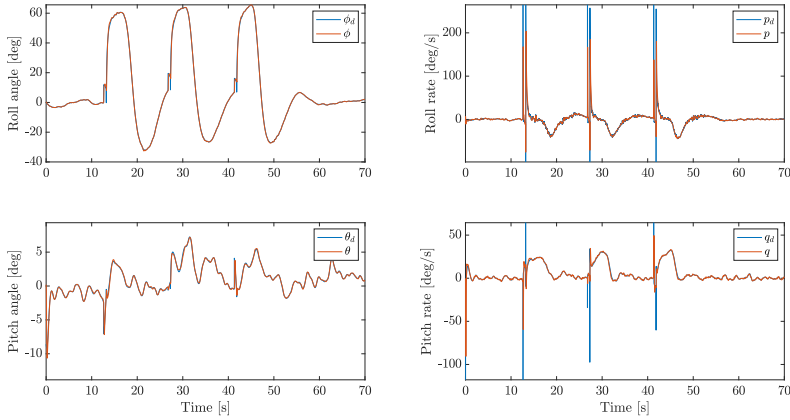 60
40
20
0
-20
-40
0 10 20 30 40 50 60 70
Roll angle [deg]
ϕ_d
ϕ
200
100
0
0 10 20 30 40 50 60 70
Roll rate [deg/s]
p_d
p
5
0
-5
-10
0 10 20 30 40 50 60 70
Pitch angle [deg]
Time [s]
θ_d
θ
50
0
-50
-100
0 10 20 30 40 50 60 70
Pitch rate [deg/s]
Time [s]
q_d
q